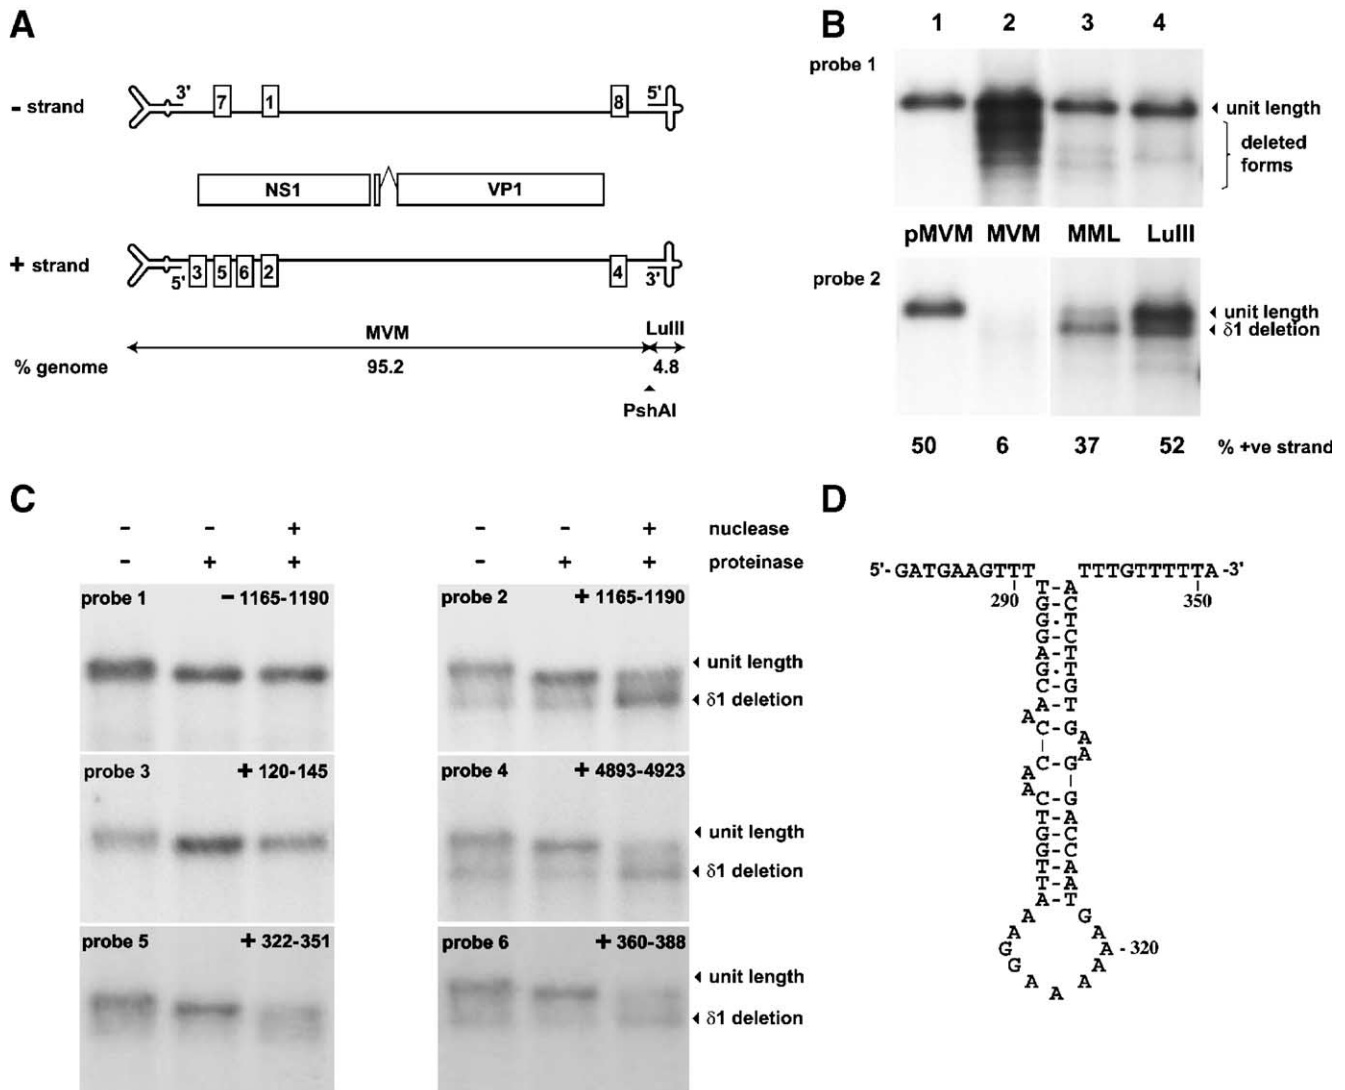 A
- strand
3'
7
1
8
5'
NS1
VP1
+ strand
5'
3
5
6
2
4
3'
MVM
LuIII
% genome
95.2
4.8
PshAI
B
1 2 3 4
probe 1
unit length
deleted
forms
pMVM MVM MML LuIII
probe 2
unit length
δ1 deletion
50 6 37 52 % +ve strand
C
- - + - - + nuclease
- + + - + + proteinase
probe 1 - 1165-1190
probe 2 + 1165-1190
unit length
δ1 deletion
probe 3 + 120-145
probe 4 + 4893-4923
unit length
δ1 deletion
probe 5 + 322-351
probe 6 + 360-388
unit length
δ1 deletion
D
5'- GATGAAGTTT TTTGTTTTTA -3'
290
350
T-A
G-C
G·T
G-C
A-T
G·T
C-G
A-T
A
C G
A
A
C G
A
A
C G
T-A
G-C
G-C
T-A
T-A
A-T
A G
A A
G A - 320
G A
A A
A